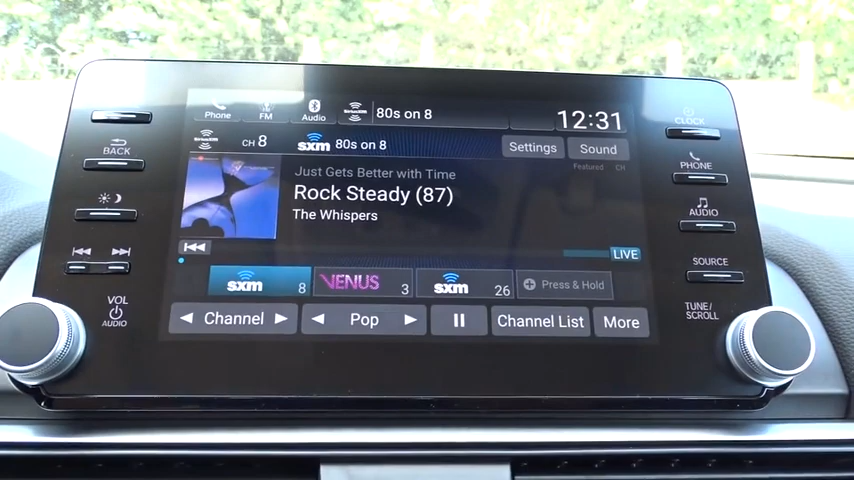 Phone
FM
Audio
SiriusXM
80s on 8
12:31
CLOCK
SiriusXM
CH 8
sxm
80s on 8
Settings
Sound
BACK
PHONE
Just Gets Better with Time
Featured CH
Rock Steady (87)
The Whispers
AUDIO
LIVE
SOURCE
sxm
8
VENUS
3
sxm
26
Press & Hold
VOL
AUDIO
Channel
Pop
Channel List
More
TUNE/
SCROLL